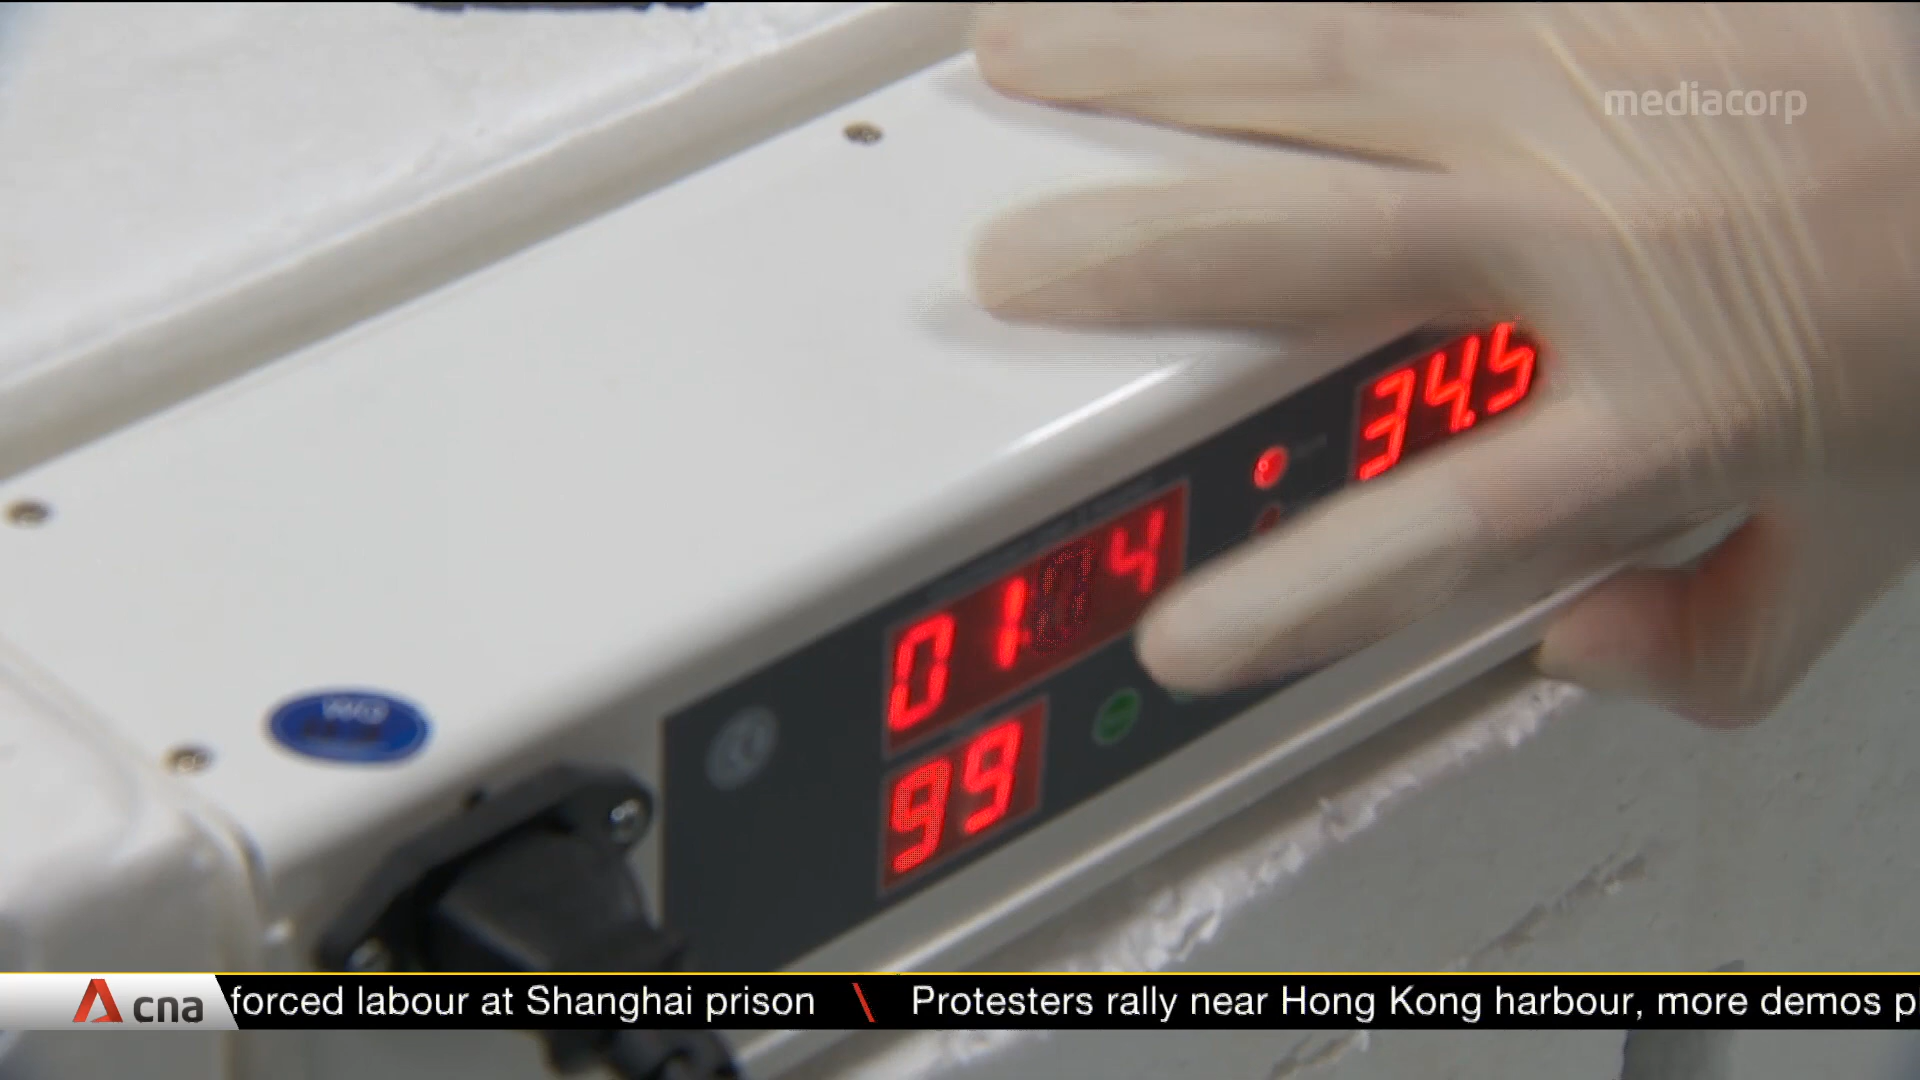 mediacorp
34.5
01 4
99
cna
forced labour at Shanghai prison \ Protesters rally near Hong Kong harbour, more demos p